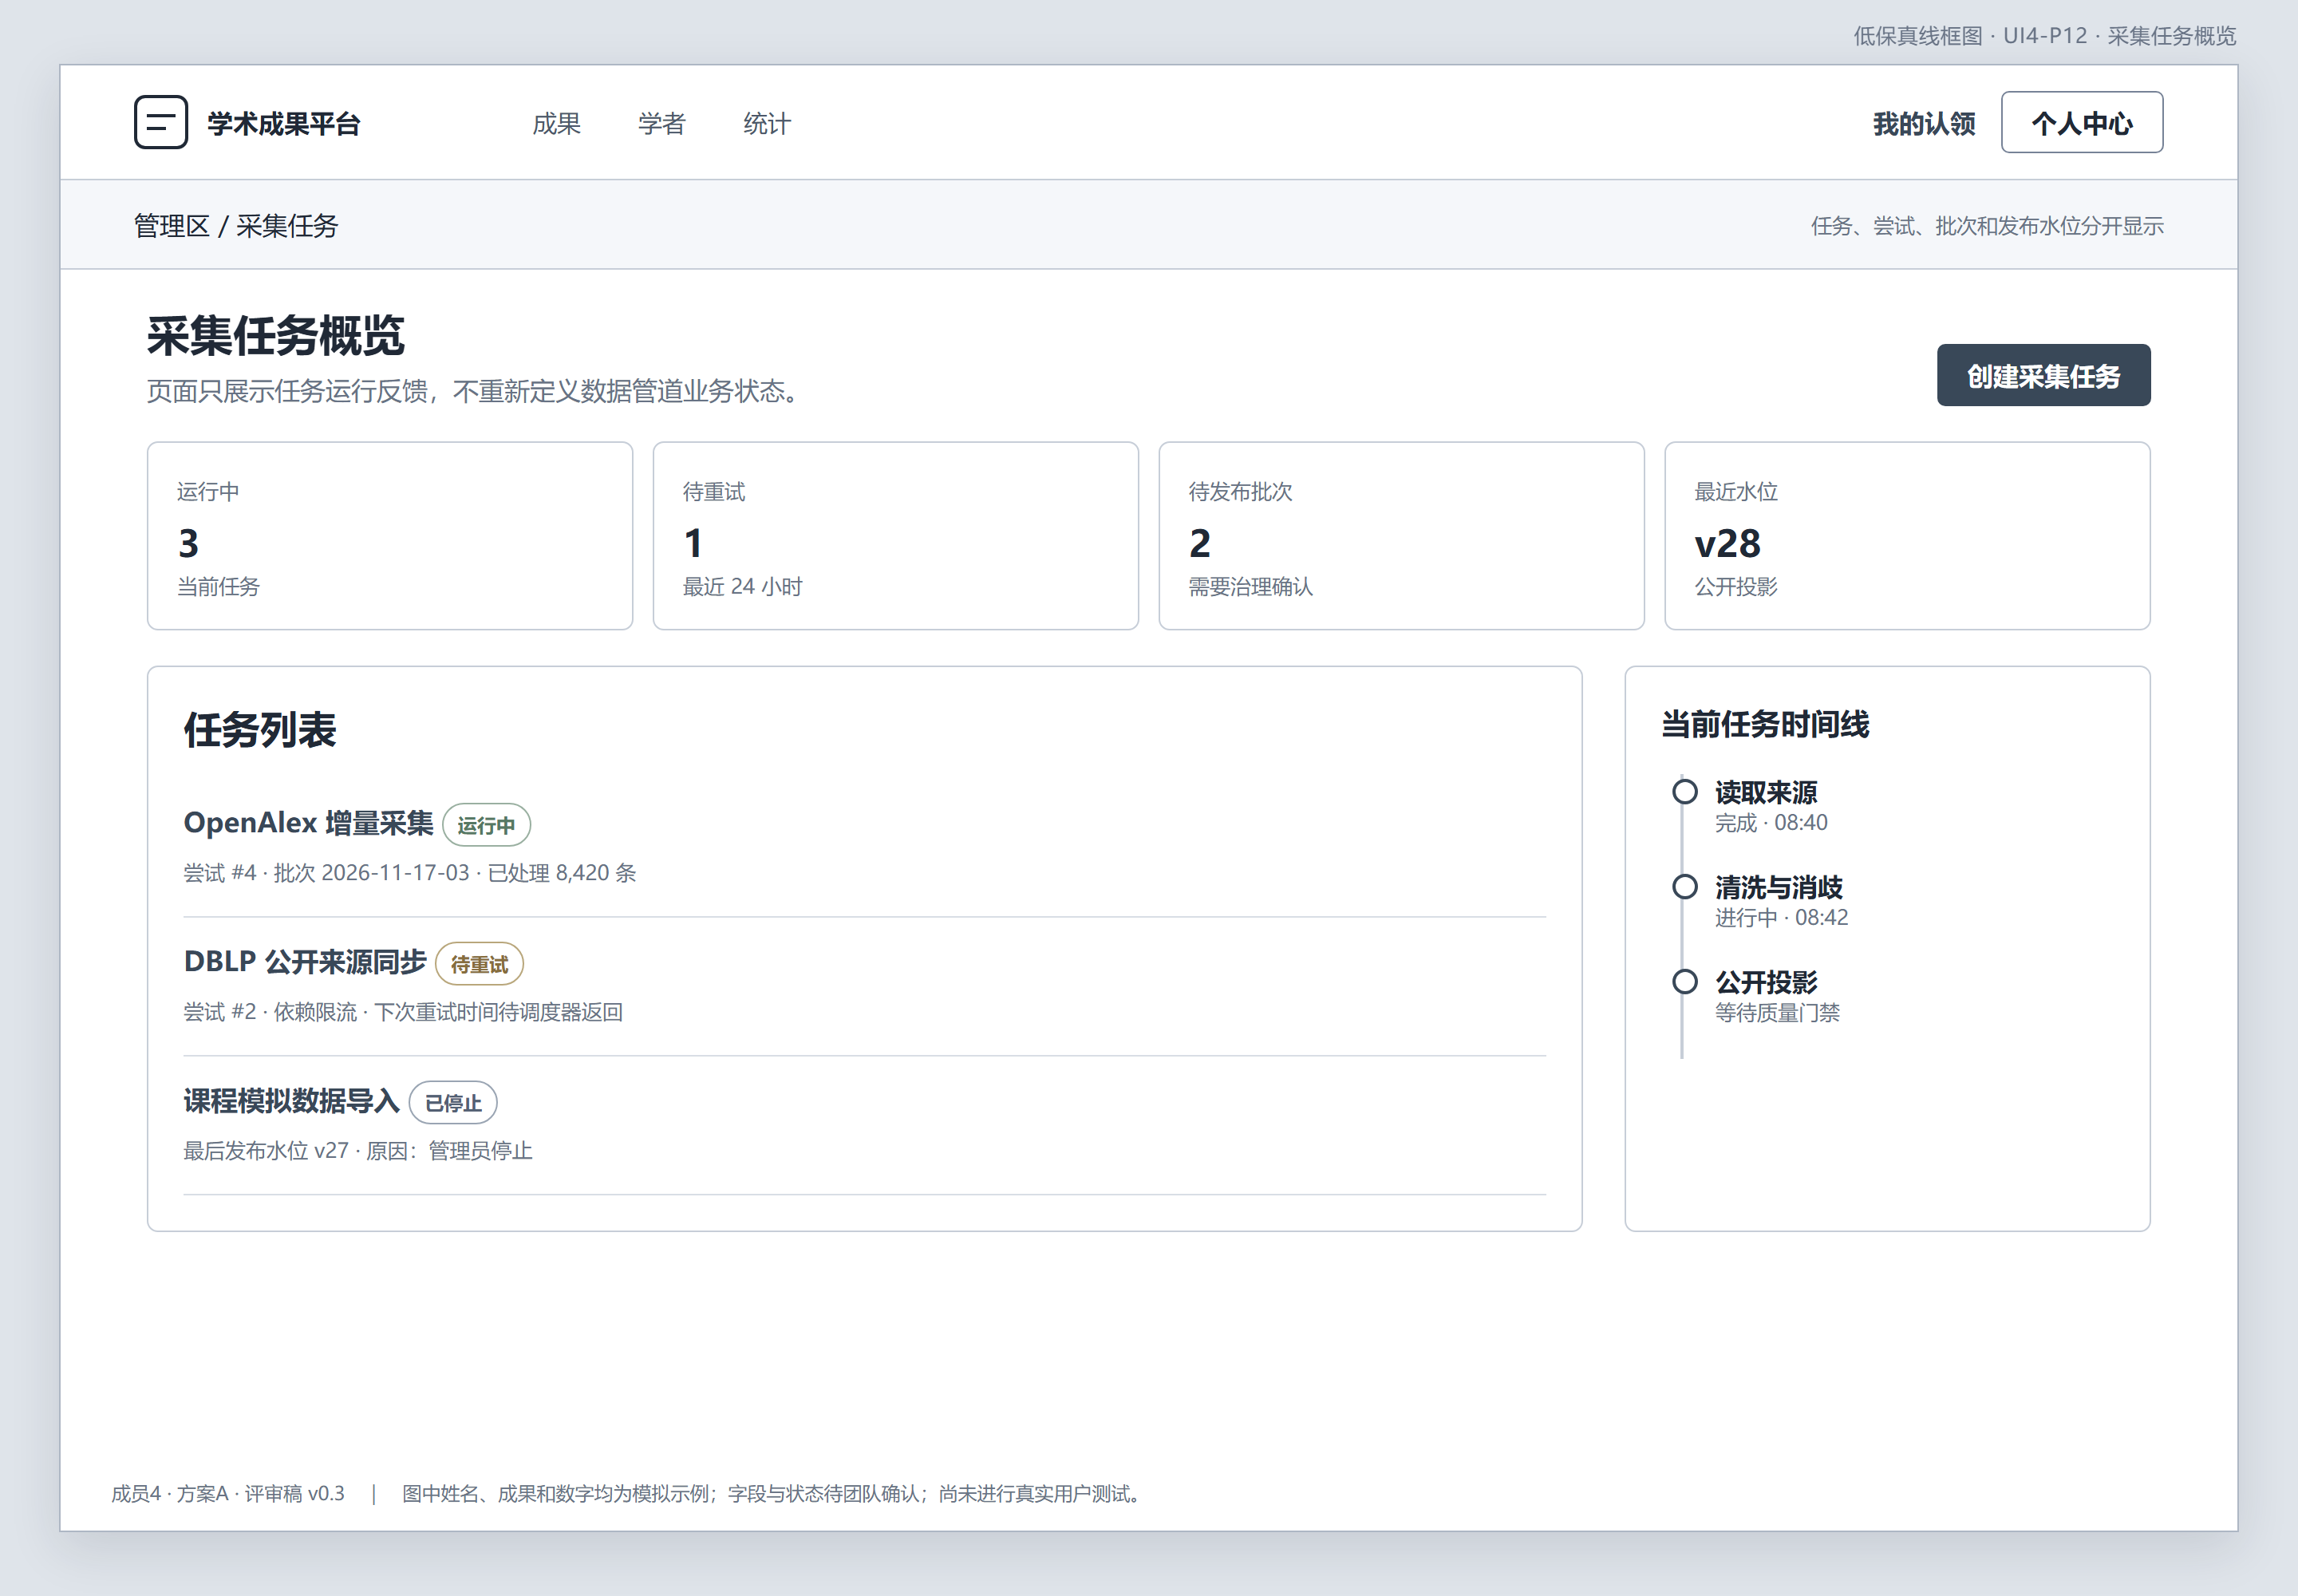 低保真线框图 · UI4-P12 · 采集任务概览
学术成果平台 成果 学者 统计 我的认领 个人中心
管理区 / 采集任务 任务、尝试、批次和发布水位分开显示
采集任务概览
页面只展示任务运行反馈，不重新定义数据管道业务状态。
创建采集任务
运行中
3
当前任务
待重试
1
最近 24 小时
待发布批次
2
需要治理确认
最近水位
v28
公开投影
任务列表
OpenAlex 增量采集 运行中
尝试 #4 · 批次 2026-11-17-03 · 已处理 8,420 条
DBLP 公开来源同步 待重试
尝试 #2 · 依赖限流 · 下次重试时间待调度器返回
课程模拟数据导入 已停止
最后发布水位 v27 · 原因：管理员停止
当前任务时间线
读取来源
完成 · 08:40
清洗与消歧
进行中 · 08:42
公开投影
等待质量门禁
成员4 · 方案A · 评审稿 v0.3 | 图中姓名、成果和数字均为模拟示例；字段与状态待团队确认；尚未进行真实用户测试。